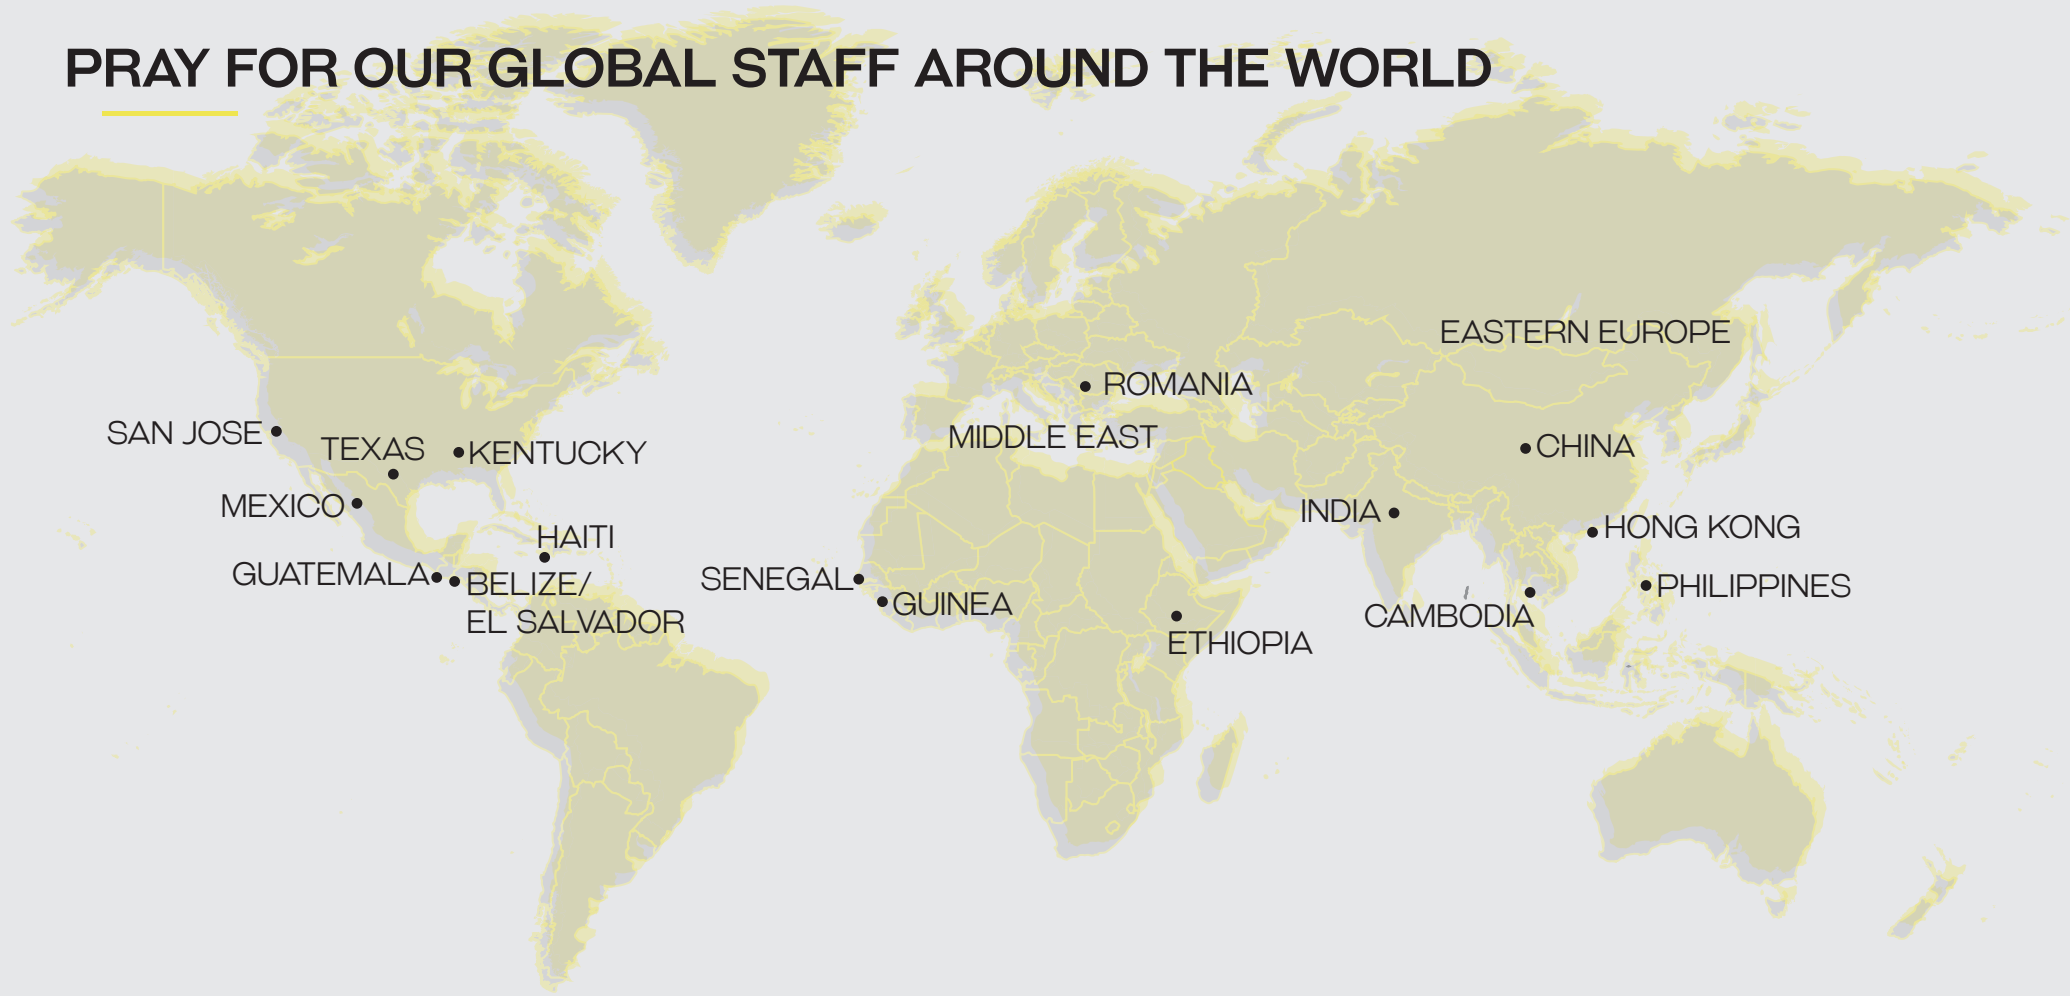 PRAY FOR OUR GLOBAL STAFF AROUND THE WORLD
EASTERN EUROPE
ROMANIA
SAN JOSE
TEXAS
KENTUCKY
MIDDLE EAST
CHINA
MEXICO
INDIA
HAITI
HONG KONG
GUATEMALA
BELIZE/
EL SALVADOR
SENEGAL
GUINEA
PHILIPPINES
CAMBODIA
ETHIOPIA